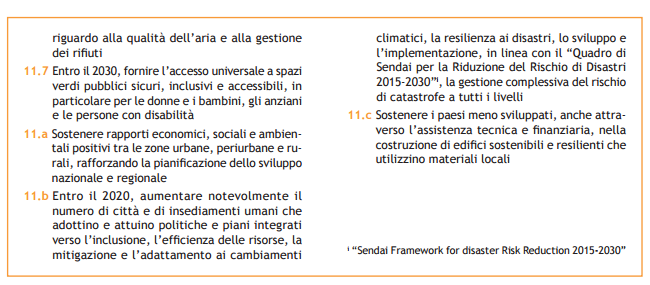 riguardo alla qualità dell'aria e alla gestione
dei rifiuti
11.7 Entro il 2030, fornire l'accesso universale a spazi
verdi pubblici sicuri, inclusivi e accessibili, in
particolare per le donne e i bambini, gli anziani
e le persone con disabilità
11.a Sostenere rapporti economici, sociali e ambien-
tali positivi tra le zone urbane, periurbane e ru-
rali, rafforzando la pianificazione dello sviluppo
nazionale e regionale
11.b Entro il 2020, aumentare notevolmente il
numero di città e di insediamenti umani che
adottino e attuino politiche e piani integrati
verso l'inclusione, l'efficienza delle risorse, la
mitigazione e l'adattamento ai cambiamenti
climatici, la resilienza ai disastri, lo sviluppo e
l'implementazione, in linea con il "Quadro di
Sendai per la Riduzione del Rischio di Disastri
2015-2030"¹, la gestione complessiva del rischio
di catastrofe a tutti i livelli
11.c Sostenere i paesi meno sviluppati, anche attra-
verso l'assistenza tecnica e finanziaria, nella
costruzione di edifici sostenibili e resilienti che
utilizzino materiali locali
¹ "Sendai Framework for disaster Risk Reduction 2015-2030"